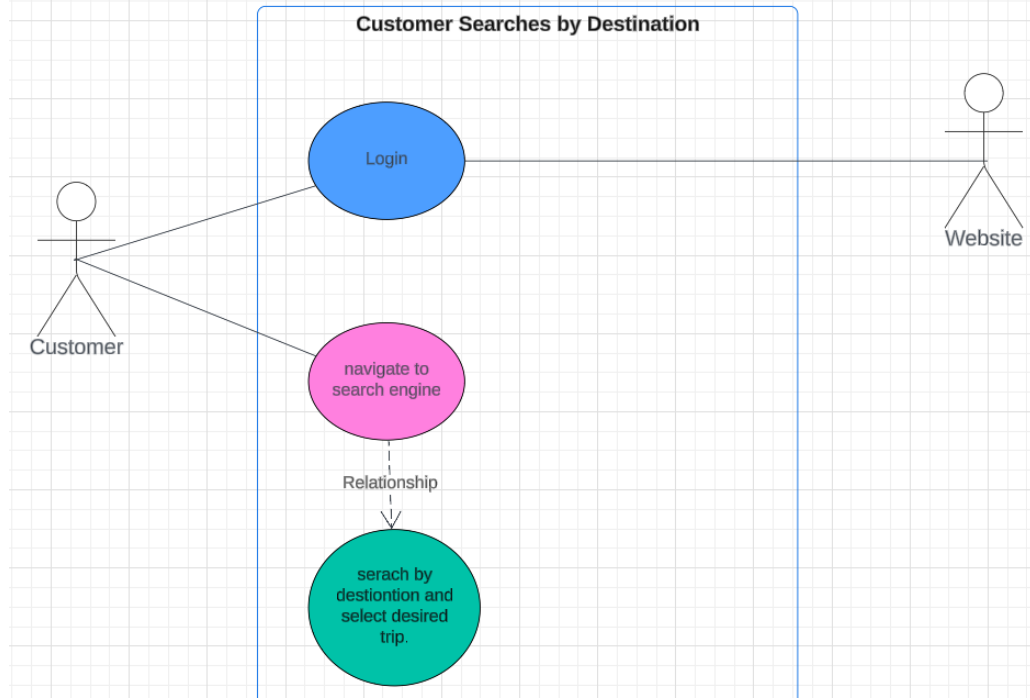 Customer Searches by Destination
Login
Website
Customer
navigate to
search engine
Relationship
serach by
destiontion and
select desired
trip.